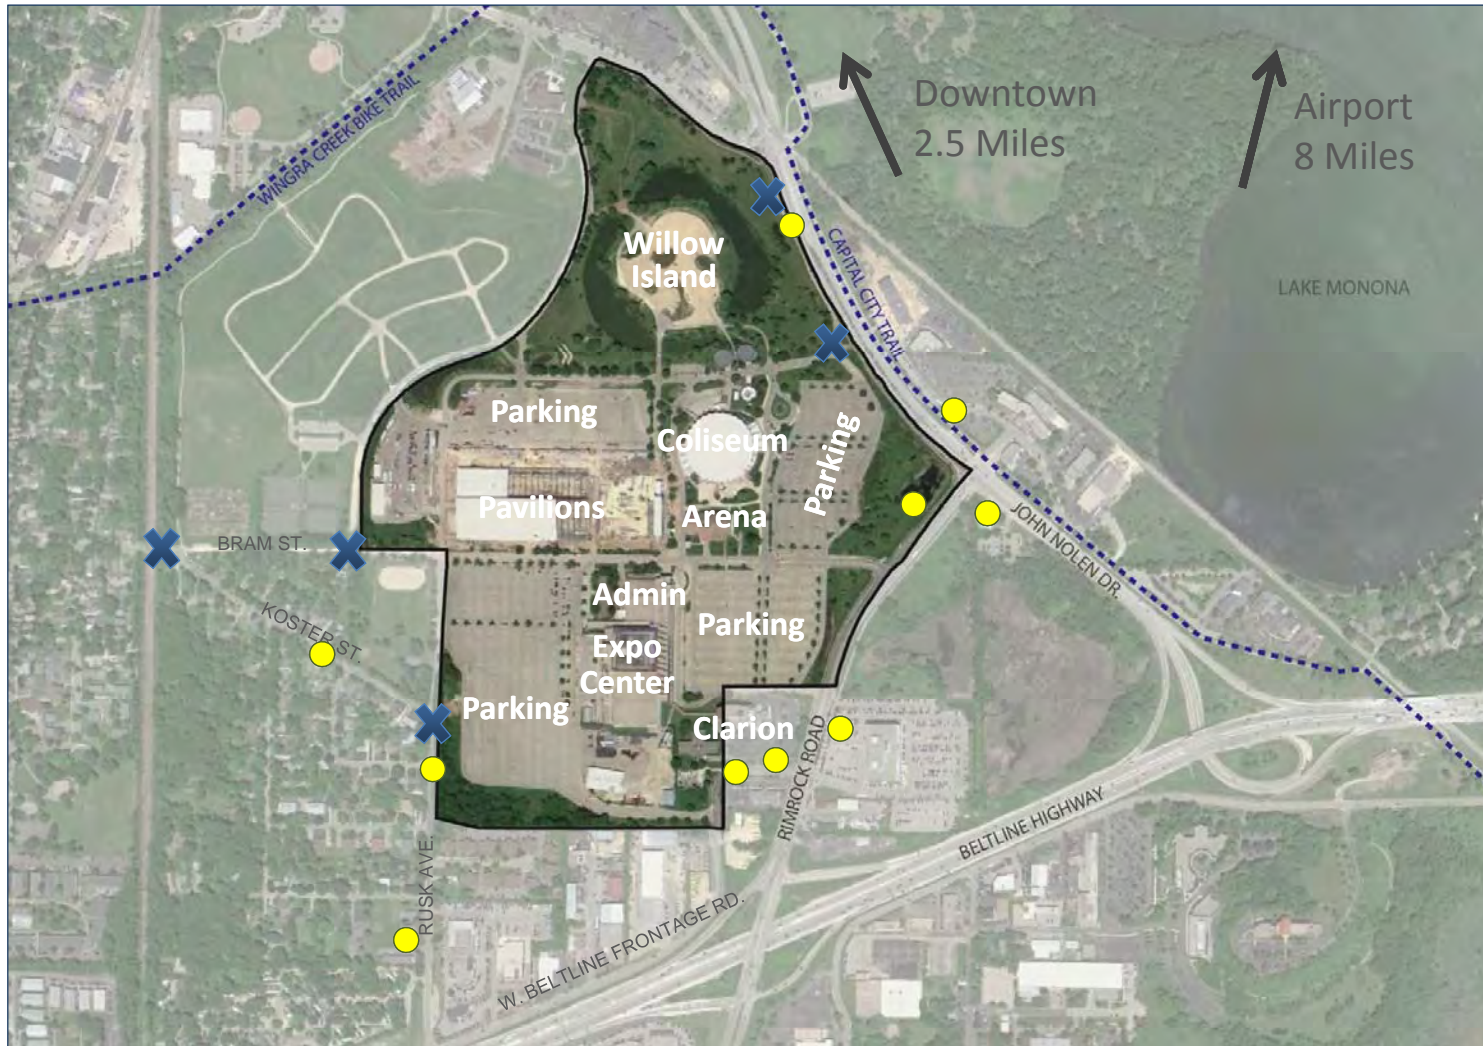 Downtown
2.5 Miles
Airport
8 Miles
WINGRA CREEK BIKE TRAIL
Willow
Island
CAPITAL CITY TRAIL
LAKE MONONA
Parking
Coliseum
Parking
Pavilions
Arena
JOHN NOLEN DR.
BRAM ST.
KOSTER ST.
Admin
Parking
Expo
Center
Parking
Clarion
RIMROCK ROAD
BELTLINE HIGHWAY
RUSK AVE.
W. BELTLINE FRONTAGE RD.